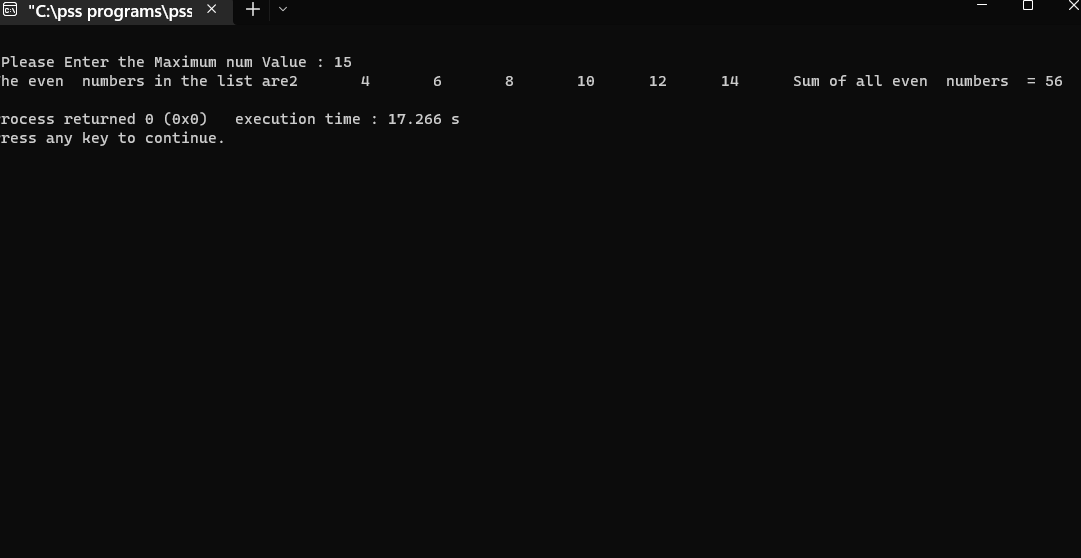 "C:\pss programs\pss
Please Enter the Maximum num Value : 15
he even  numbers in the list are2       4       6       8       10      12      14      Sum of all even  numbers  = 56
rocess returned 0 (0x0)   execution time : 17.266 s
ress any key to continue.